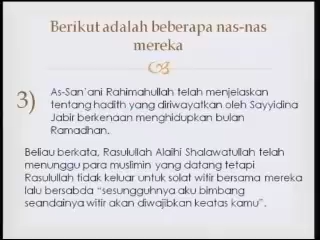 Berikut adalah beberapa nas-nas
mereka
3) As-San'ani Rahimahullah telah menjelaskan
tentang hadith yang diriwayatkan oleh Sayyidina
Jabir berkenaan menghidupkan bulan
Ramadhan.
Beliau berkata, Rasulullah Alaihi Shalawatullah telah
menunggu para muslimin yang datang tetapi
Rasulullah tidak keluar untuk solat witir bersama mereka
lalu bersabda "sesungguhnya aku bimbang
seandainya witir akan diwajibkan keatas kamu".